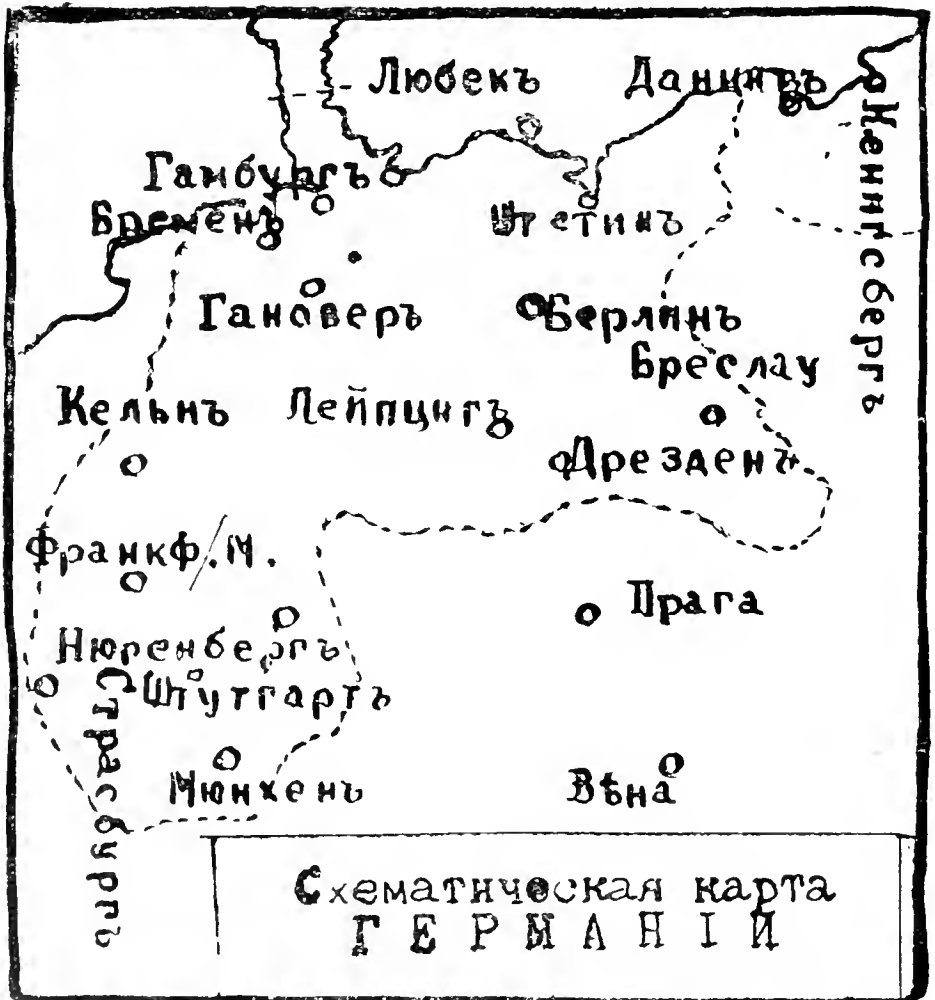 Любекъ
Данцигъ
Кенигсбергъ
Гамбургъ
Бременъ
Штетинъ
Гановеръ
Берлинъ
Бреслау
Кельнъ
Лейпцигъ
Дрезденъ
Франкф./М.
Прага
Нюренбергъ
Штутгартъ
Страсбургъ
Мюнхенъ
Вѣна
Схематическая карта
ГЕРМАНІЙ